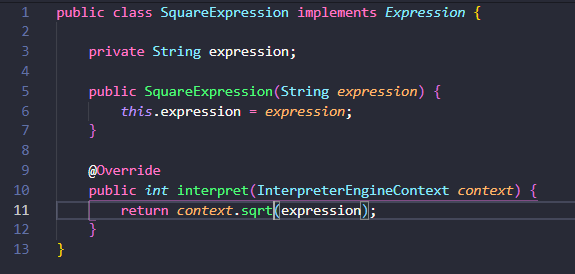 1 public class SquareExpression implements Expression {
2
3 private String expression;
4
5 public SquareExpression(String expression) {
6 this.expression = expression;
7 }
8
9 @Override
10 public int interpret(InterpreterEngineContext context) {
11 return context.sqrt(expression);
12 }
13 }